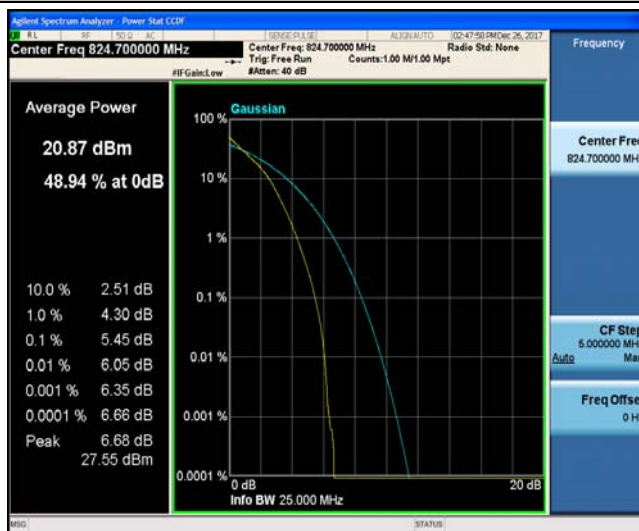 Agilent Spectrum Analyzer - Power Stat CCDF
RL RF 50 Ω AC SENSE:PULSE ALIGN AUTO 02:47:58 PM Dec 26, 2017
Center Freq 824.700000 MHz
Center Freq: 824.700000 MHz Radio Std: None
Trig: Free Run Counts:1.00 M/1.00 Mpt
#IFGain:Low #Atten: 40 dB
Frequency
Average Power
20.87 dBm
48.94 % at 0dB
10.0 % 2.51 dB
1.0 % 4.30 dB
0.1 % 5.45 dB
0.01 % 6.05 dB
0.001 % 6.35 dB
0.0001 % 6.66 dB
Peak 6.68 dB
27.55 dBm
Gaussian
100 %
10 %
1 %
0.1 %
0.01 %
0.001 %
0.0001 %
0 dB 20 dB
Info BW 25.000 MHz
Center Fre
824.700000 MH
CF Step
5.000000 MH
Auto Ma
Freq Offse
0 H
MSG STATUS